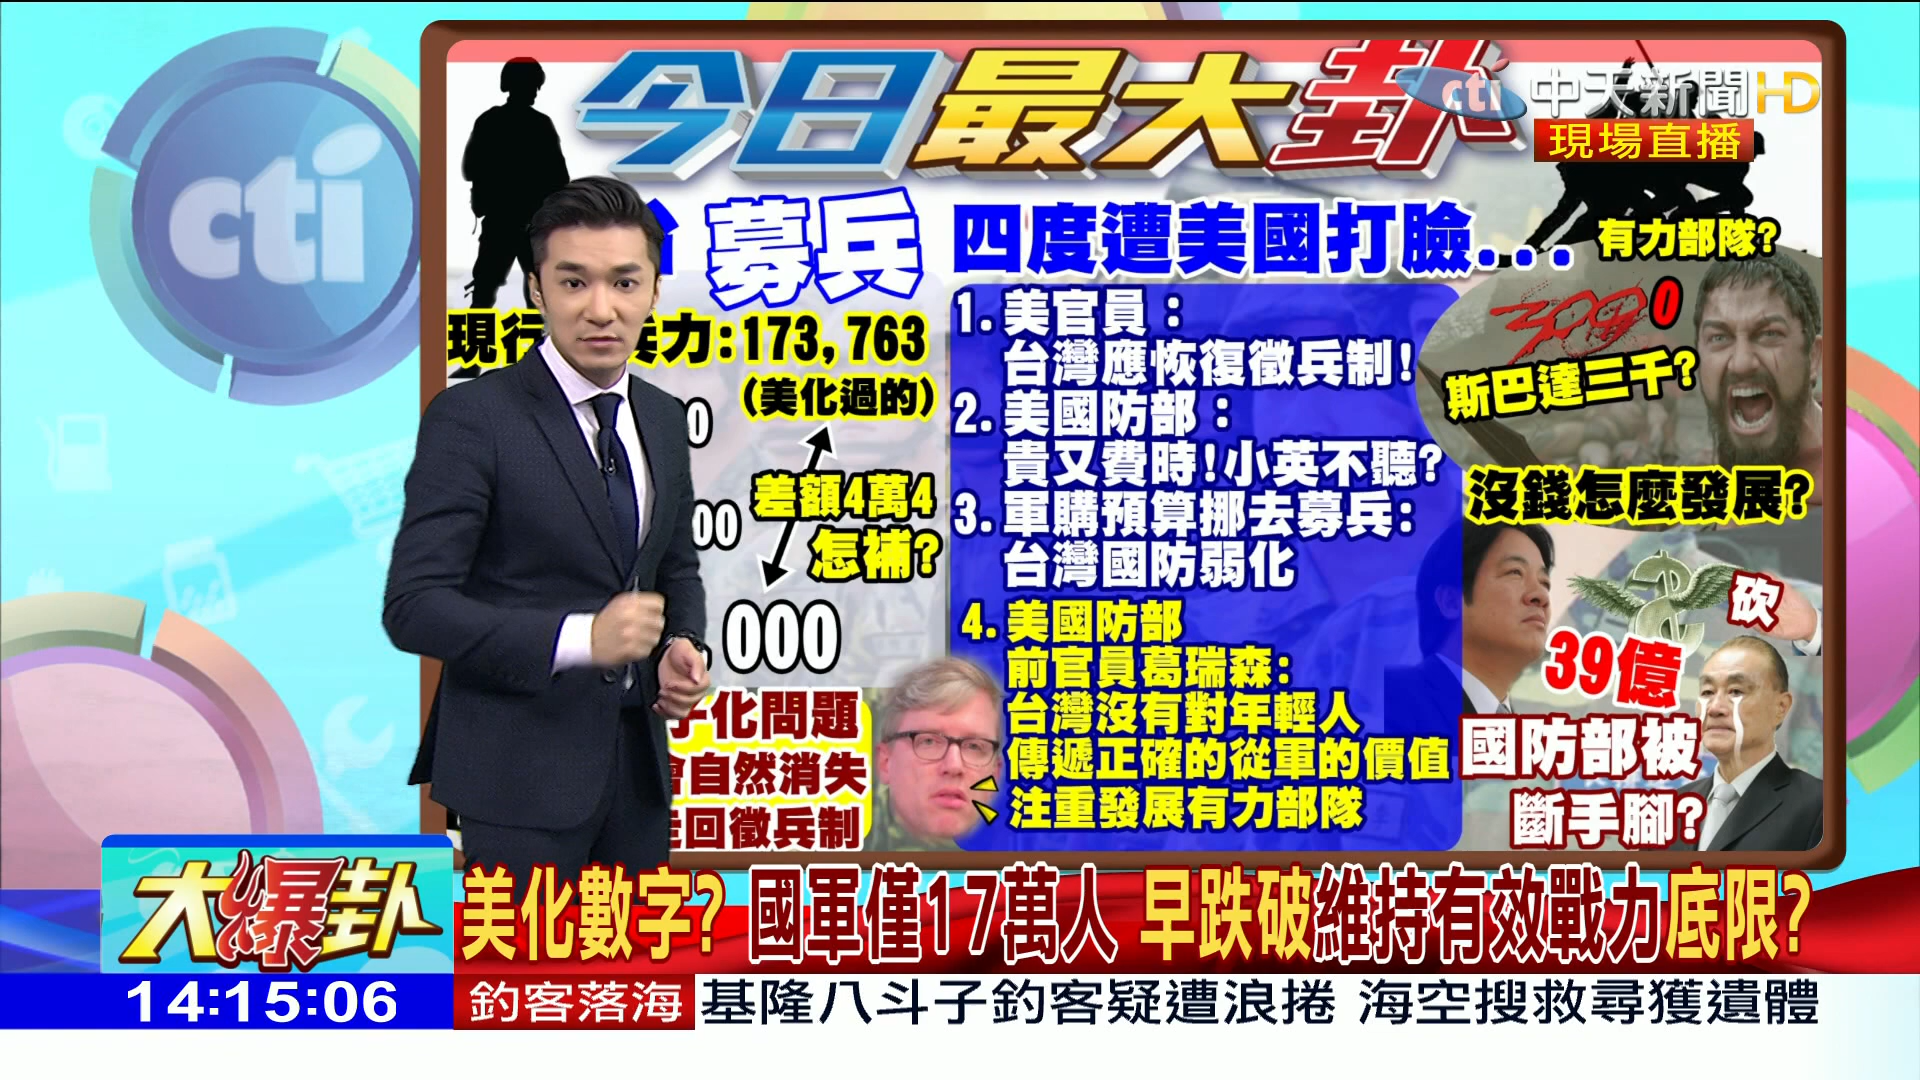 cti
今日最大卦
cti 中天新聞HD
現場直播
募兵 四度遭美國打臉...
有力部隊?
現行 兵力:173,763
(美化過的)
差額4萬4
怎補?
000
子化問題
會自然消失
走回徵兵制
1.美官員：
台灣應恢復徵兵制!
2.美國防部：
貴又費時!小英不聽?
3.軍購預算挪去募兵:
台灣國防弱化
4.美國防部
前官員葛瑞森:
台灣沒有對年輕人
傳遞正確的從軍的價值
注重發展有力部隊
3000
斯巴達三千?
沒錢怎麼發展?
砍
39億
國防部被
斷手腳?
大爆卦
美化數字? 國軍僅17萬人 早跌破維持有效戰力底限?
14:15:06
釣客落海 基隆八斗子釣客疑遭浪捲 海空搜救尋獲遺體